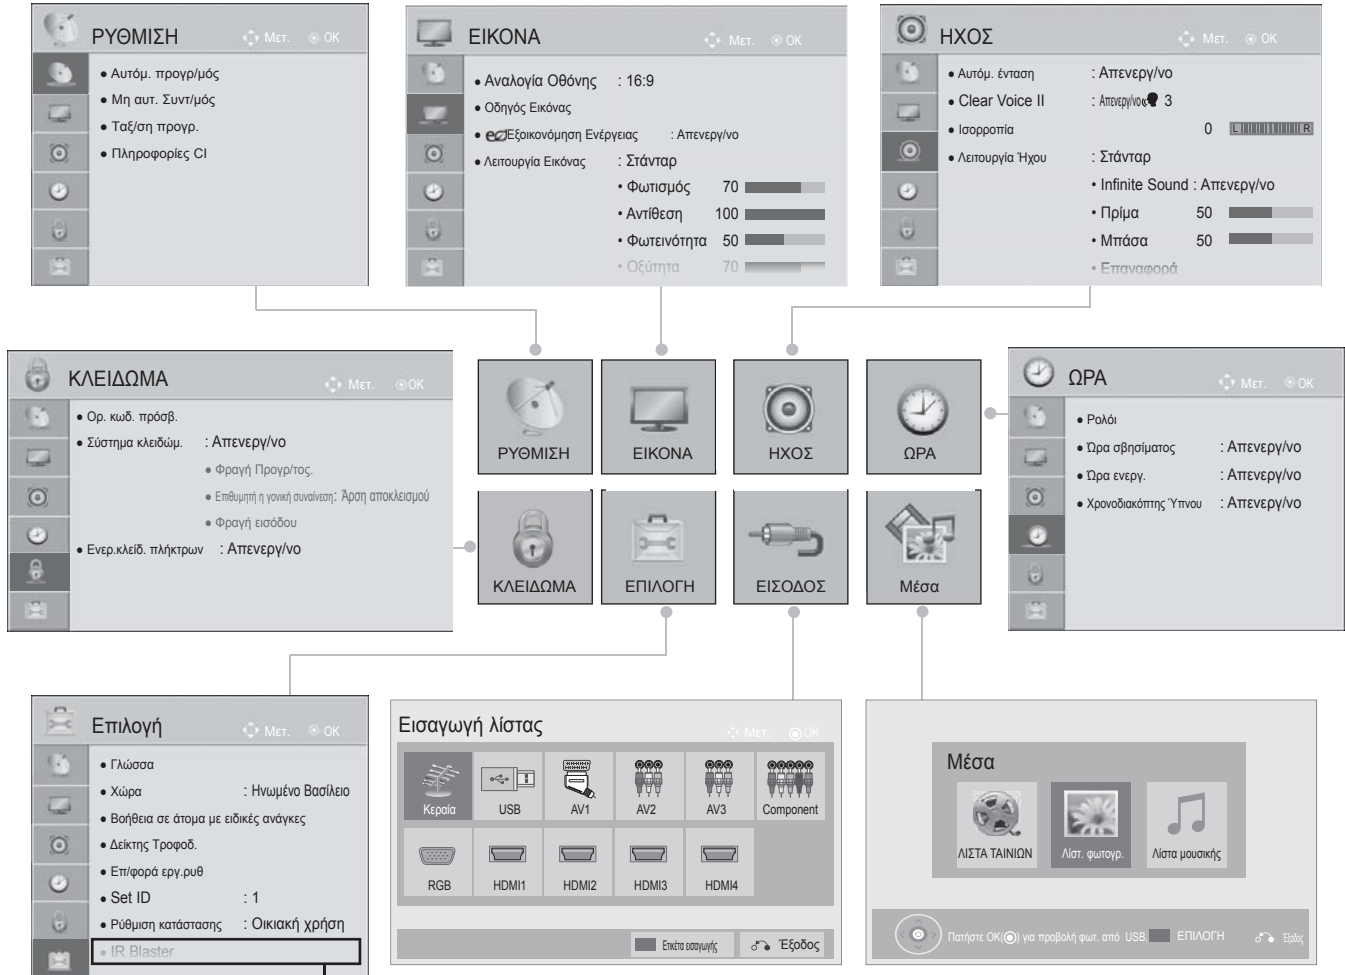 ΡΥΘΜΙΣΗ Μετ. OK
● Αυτόμ. προγρ/μός
● Μη αυτ. Συντ/μός
● Ταξ/ση προγρ.
● Πληροφορίες CI
ΕΙΚΟΝΑ Μετ. OK
● Αναλογία Οθόνης : 16:9
● Οδηγός Εικόνας
● eco Εξοικονόμηση Ενέργειας : Απενεργ/νο
● Λειτουργία Εικόνας : Στάνταρ
• Φωτισμός 70
• Αντίθεση 100
• Φωτεινότητα 50
• Οξύτητα 70
ΗΧΟΣ Μετ. OK
● Αυτόμ. ένταση : Απενεργ/νο
● Clear Voice II : Απενεργ/νο 3
● Ισορροπία 0 L R
● Λειτουργία Ήχου : Στάνταρ
• Infinite Sound : Απενεργ/νο
• Πρίμα 50
• Μπάσα 50
• Επαναφορά
ΚΛΕΙΔΩΜΑ Μετ. OK
● Ορ. κωδ. πρόσβ.
● Σύστημα κλειδώμ. : Απενεργ/νο
● Φραγή Προγρ/τος.
● Επιθυμητή η γονική συναίνεση: Άρση αποκλεισμού
● Φραγή εισόδου
● Ενερ.κλείδ. πλήκτρων : Απενεργ/νο
ΡΥΘΜΙΣΗ
ΕΙΚΟΝΑ
ΗΧΟΣ
ΩΡΑ
ΚΛΕΙΔΩΜΑ
ΕΠΙΛΟΓΗ
ΕΙΣΟΔΟΣ
Μέσα
ΩΡΑ Μετ. OK
● Ρολόι
● Ώρα σβησίματος : Απενεργ/νο
● Ώρα ενεργ. : Απενεργ/νο
● Χρονοδιακόπτης Ύπνου : Απενεργ/νο
Επιλογή Μετ. OK
● Γλώσσα
● Χώρα : Ηνωμένο Βασίλειο
● Βοήθεια σε άτομα με ειδικές ανάγκες
● Δείκτης Τροφοδ.
● Επ/φορά εργ.ρυθ
● Set ID : 1
● Ρύθμιση κατάστασης : Οικιακή χρήση
● IR Blaster
Εισαγωγή λίστας Μετ. OK
Κεραία USB AV1 AV2 AV3 Component
RGB HDMI1 HDMI2 HDMI3 HDMI4
Ετικέτα εισαγωγής Έξοδος
Μέσα
ΛΙΣΤΑ ΤΑΙΝΙΩΝ Λίστ. φωτογρ. Λίστα μουσικής
Πατήστε OK(◉) για προβολή φωτ. από USB. ΕΠΙΛΟΓΗ Έξοδος